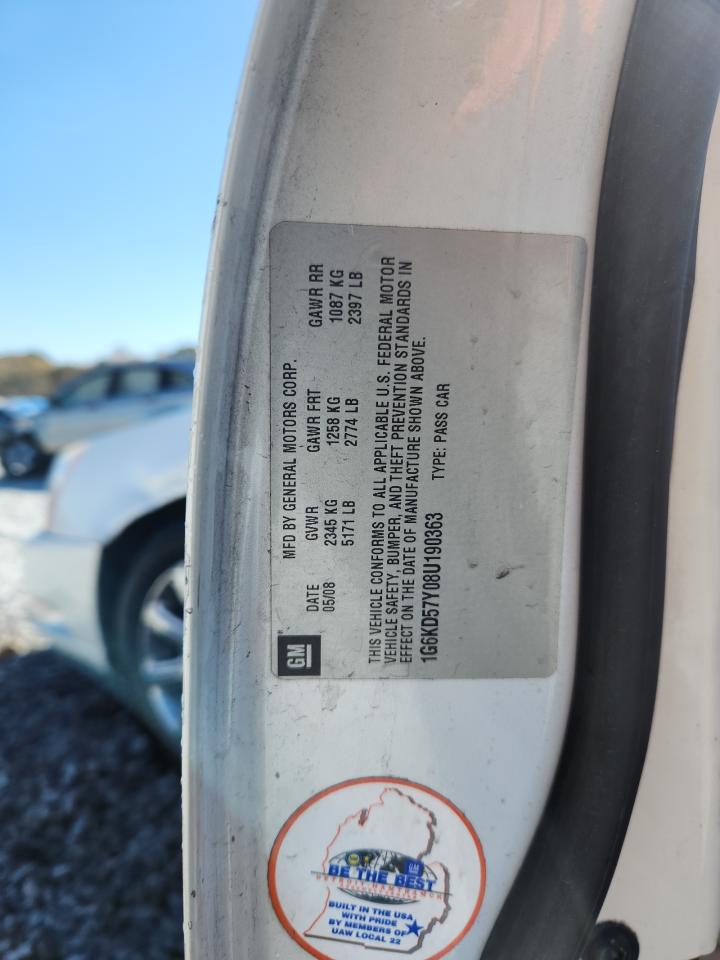 GM
MFD BY GENERAL MOTORS CORP.
DATE GVWR GAWR FRT GAWR RR
05/08 2345 KG 1258 KG 1087 KG
5171 LB 2774 LB 2397 LB
THIS VEHICLE CONFORMS TO ALL APPLICABLE U.S. FEDERAL MOTOR
VEHICLE SAFETY, BUMPER, AND THEFT PREVENTION STANDARDS IN
EFFECT ON THE DATE OF MANUFACTURE SHOWN ABOVE.
1G6KD57Y08U190363 TYPE: PASS CAR
GM
BE THE BEST
DETROIT HAMTRAMCK
BUILT IN THE USA
WITH PRIDE
BY MEMBERS OF
UAW LOCAL 22